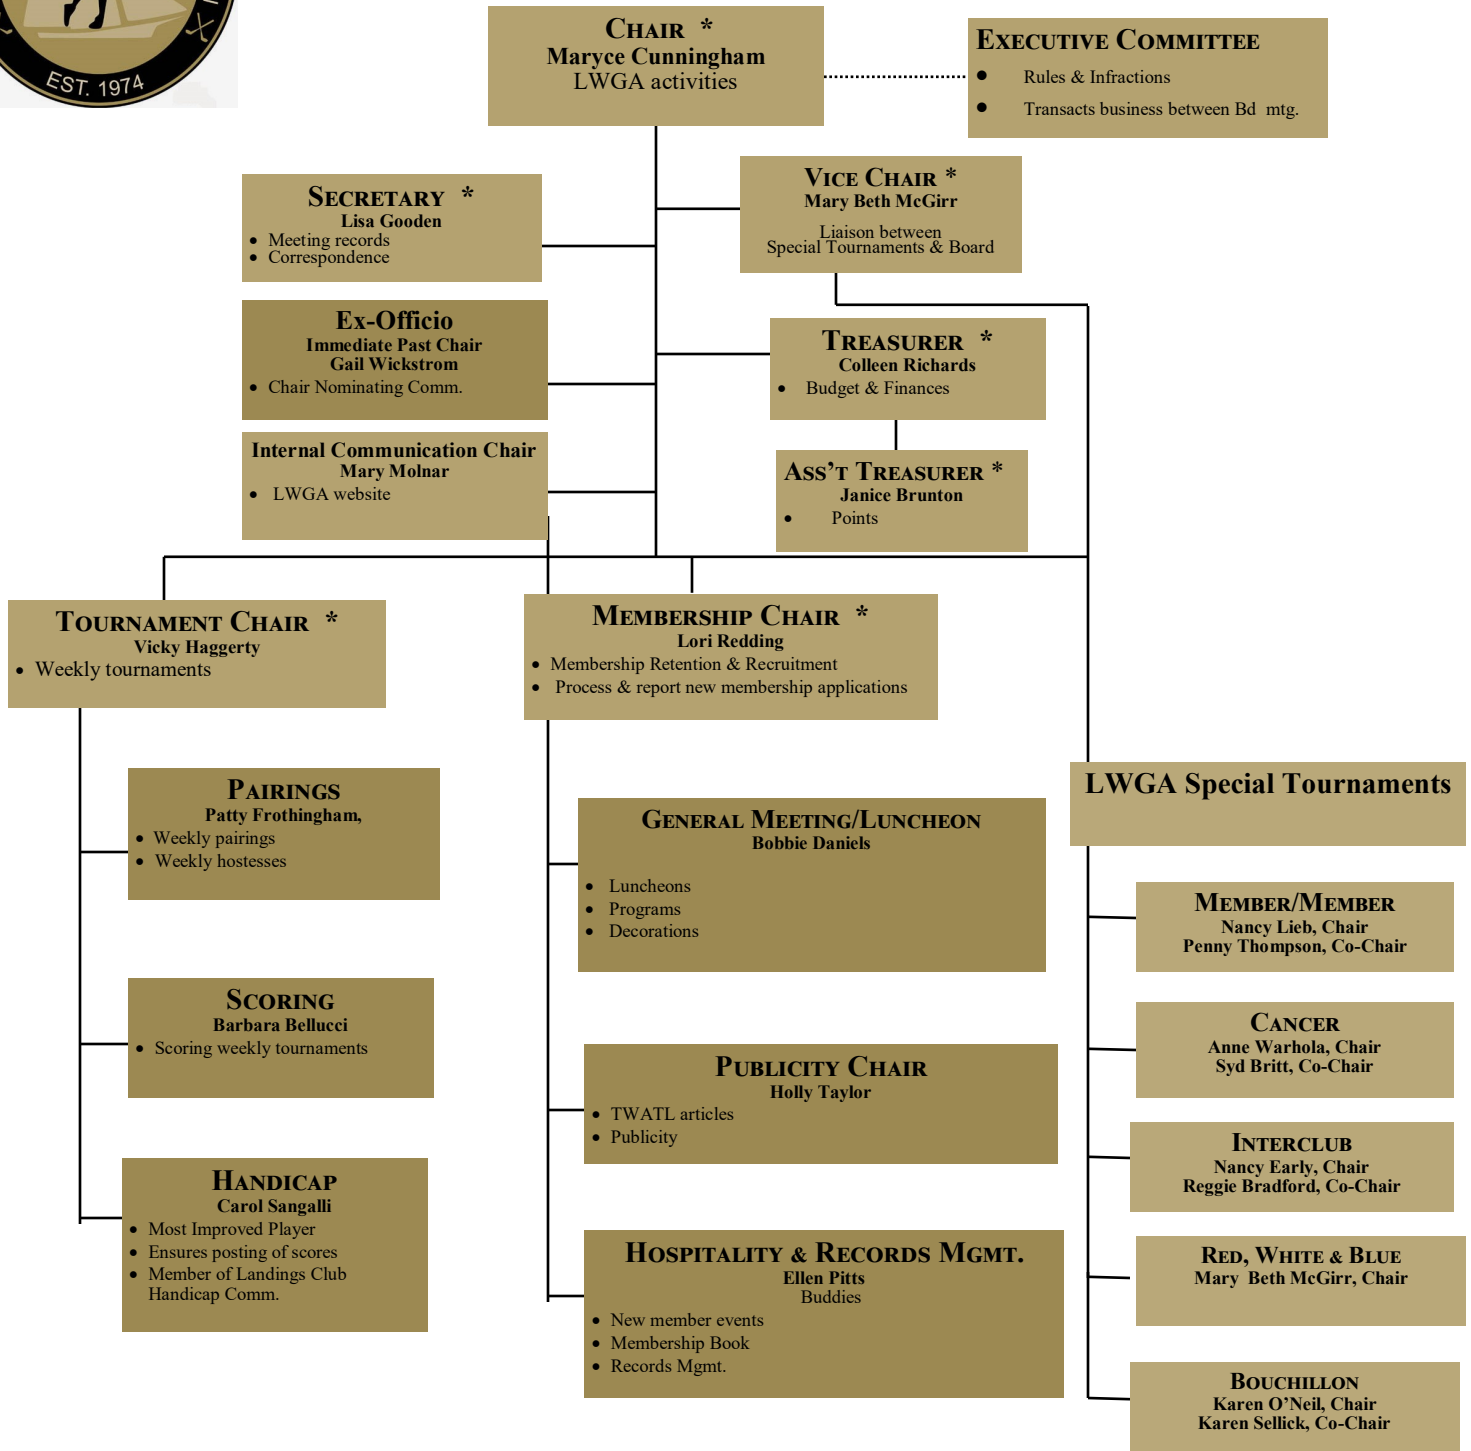 EST. 1974
CHAIR *
Maryce Cunningham
LWGA activities
EXECUTIVE COMMITTEE
● Rules & Infractions
● Transacts business between Bd mtg.
SECRETARY *
Lisa Gooden
• Meeting records
• Correspondence
VICE CHAIR *
Mary Beth McGirr
Liaison between
Special Tournaments & Board
Ex-Officio
Immediate Past Chair
Gail Wickstrom
• Chair Nominating Comm.
TREASURER *
Colleen Richards
• Budget & Finances
Internal Communication Chair
Mary Molnar
• LWGA website
ASS'T TREASURER *
Janice Brunton
• Points
TOURNAMENT CHAIR *
Vicky Haggerty
• Weekly tournaments
MEMBERSHIP CHAIR *
Lori Redding
• Membership Retention & Recruitment
• Process & report new membership applications
PAIRINGS
Patty Frothingham,
• Weekly pairings
• Weekly hostesses
SCORING
Barbara Bellucci
• Scoring weekly tournaments
HANDICAP
Carol Sangalli
• Most Improved Player
• Ensures posting of scores
• Member of Landings Club
Handicap Comm.
GENERAL MEETING/LUNCHEON
Bobbie Daniels
• Luncheons
• Programs
• Decorations
PUBLICITY CHAIR
Holly Taylor
• TWATL articles
• Publicity
HOSPITALITY & RECORDS MGMT.
Ellen Pitts
Buddies
• New member events
• Membership Book
• Records Mgmt.
LWGA Special Tournaments
MEMBER/MEMBER
Nancy Lieb, Chair
Penny Thompson, Co-Chair
CANCER
Anne Warhola, Chair
Syd Britt, Co-Chair
INTERCLUB
Nancy Early, Chair
Reggie Bradford, Co-Chair
RED, WHITE & BLUE
Mary Beth McGirr, Chair
BOUCHILLON
Karen O'Neil, Chair
Karen Sellick, Co-Chair